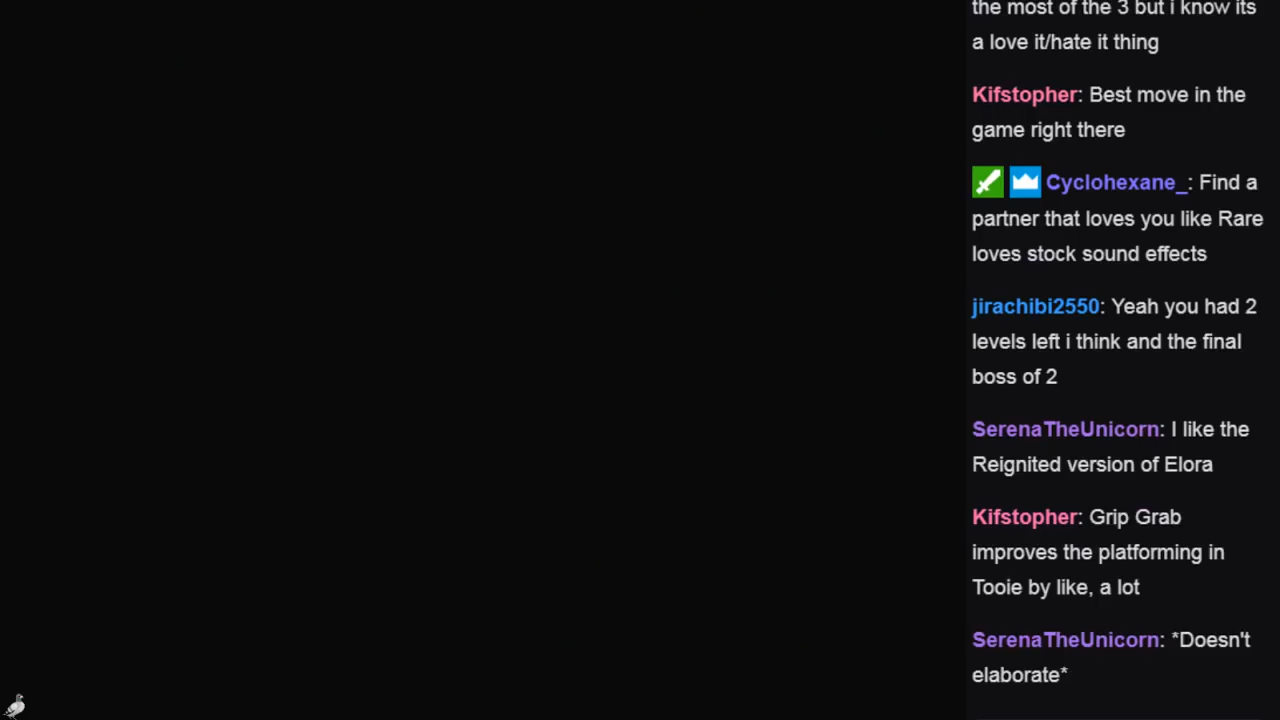 the most of the 3 but i know its
a love it/hate it thing
Kifstopher: Best move in the
game right there
Cyclohexane_: Find a
partner that loves you like Rare
loves stock sound effects
jirachibi2550: Yeah you had 2
levels left i think and the final
boss of 2
SerenaTheUnicorn: I like the
Reignited version of Elora
Kifstopher: Grip Grab
improves the platforming in
Tooie by like, a lot
SerenaTheUnicorn: *Doesn't
elaborate*